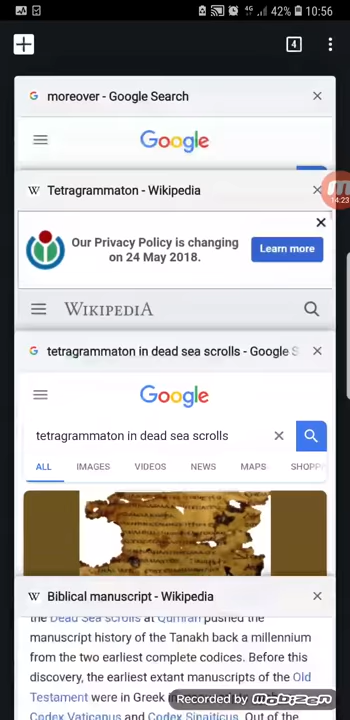 4G 42% 10:56
4
G moreover - Google Search
Google
14:23
W Tetragrammaton - Wikipedia
Our Privacy Policy is changing
on 24 May 2018.
Learn more
WIKIPEDIA
G tetragrammaton in dead sea scrolls - Google S
Google
tetragrammaton in dead sea scrolls
ALL IMAGES VIDEOS NEWS MAPS SHOPP
W Biblical manuscript - Wikipedia
the Dead Sea scrolls at Qumran pushed the
manuscript history of the Tanakh back a millennium
from the two earliest complete codices. Before this
discovery, the earliest extant manuscripts of the Old
Testament were in Greek in
Codex Vaticanus and Codex Sinaiticus. Out of the
Recorded by mobizen